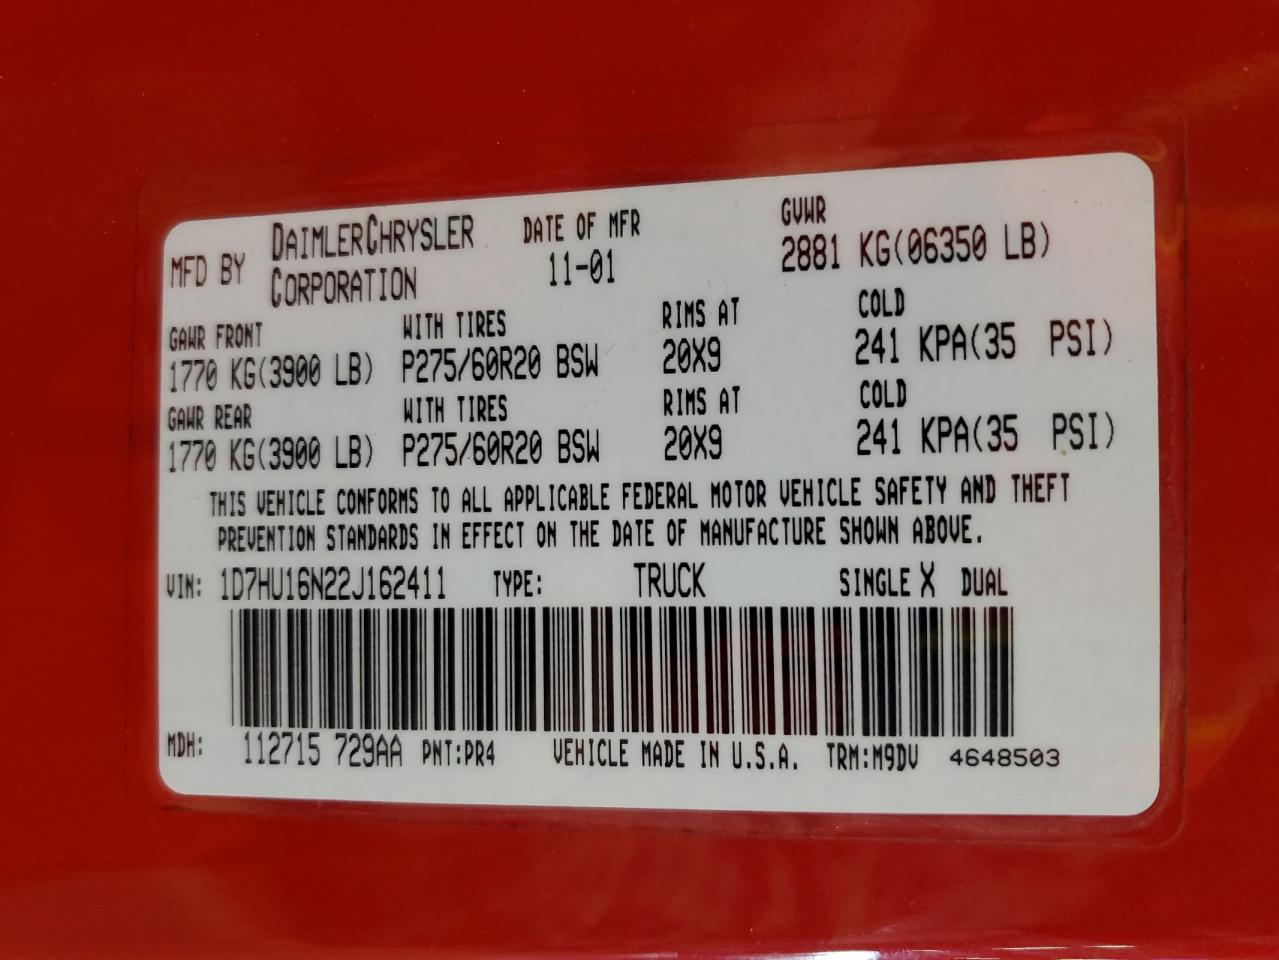 MFD BY DAIMLERCHRYSLER CORPORATION DATE OF MFR 11-01 GVWR 2881 KG(06350 LB)
GAWR FRONT WITH TIRES RIMS AT COLD
1770 KG(3900 LB) P275/60R20 BSW 20X9 241 KPA(35 PSI)
GAWR REAR WITH TIRES RIMS AT COLD
1770 KG(3900 LB) P275/60R20 BSW 20X9 241 KPA(35 PSI)
THIS VEHICLE CONFORMS TO ALL APPLICABLE FEDERAL MOTOR VEHICLE SAFETY AND THEFT
PREVENTION STANDARDS IN EFFECT ON THE DATE OF MANUFACTURE SHOWN ABOVE.
VIN: 1D7HU16N22J162411 TYPE: TRUCK SINGLE X DUAL
MDH: 112715 729AA PNT:PR4 VEHICLE MADE IN U.S.A. TRM:M9DV 4648503